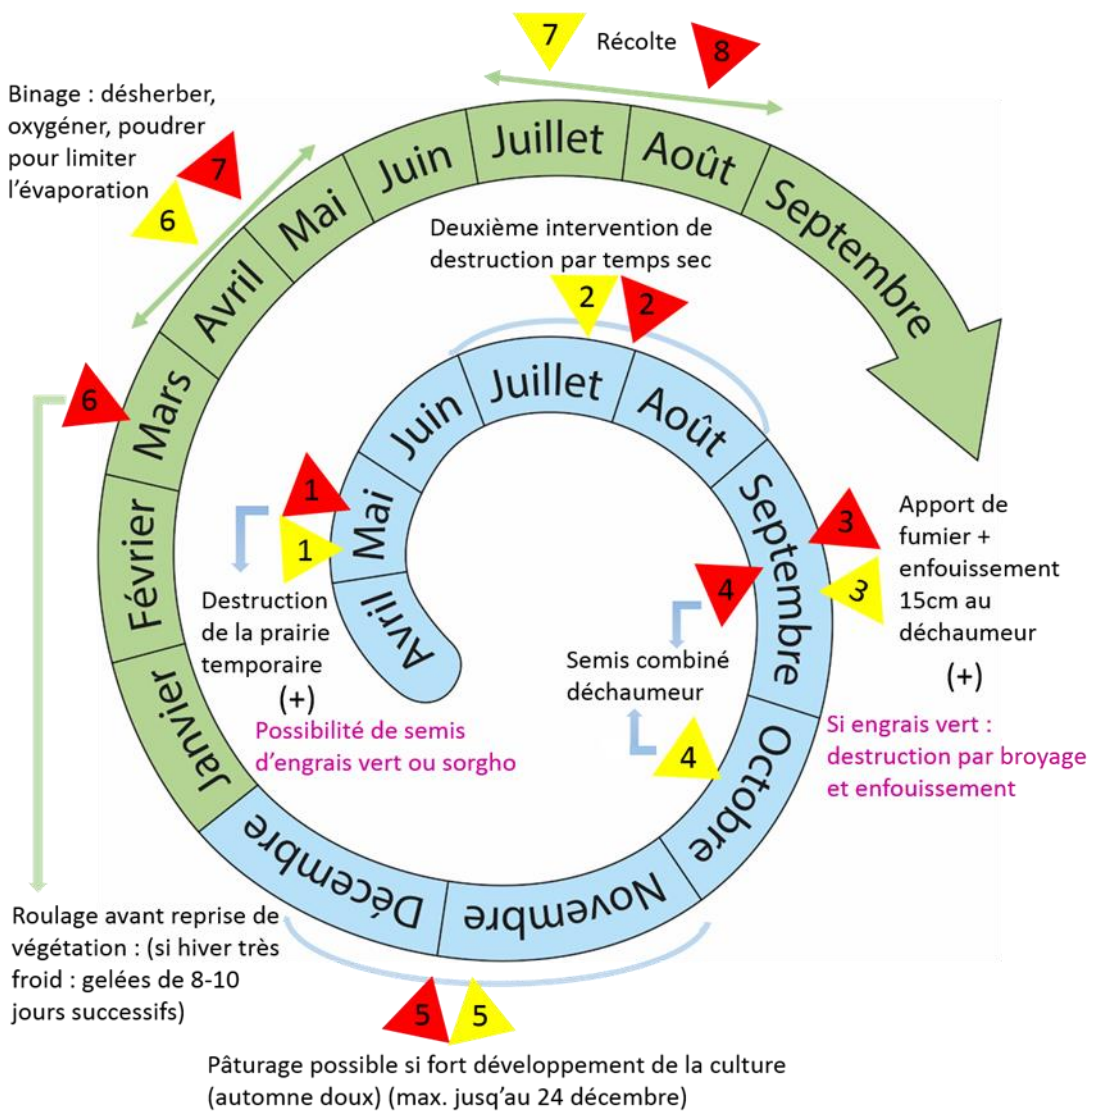 7
Récolte
8
Binage : désherber,
oxygéner, poudrer
pour limiter
l’évaporation
7
6
Juin
Juillet
Août
Septembre
Mai
Avril
Mars
Février
Janvier
6
Deuxième intervention de
destruction par temps sec
2
2
Juillet
Août
Juin
Mai
Avril
Septembre
Octobre
Novembre
Décembre
1
1
Destruction
de la prairie
temporaire
(+)
Possibilité de semis
d’engrais vert ou sorgho
3
3
Apport de
fumier +
enfouissement
15cm au
déchaumeur
(+)
Si engrais vert :
destruction par broyage
et enfouissement
4
Semis combiné
déchaumeur
4
Roulage avant reprise de
végétation : (si hiver très
froid : gelées de 8-10
jours successifs)
5
5
Pâturage possible si fort développement de la culture
(automne doux) (max. jusqu’au 24 décembre)